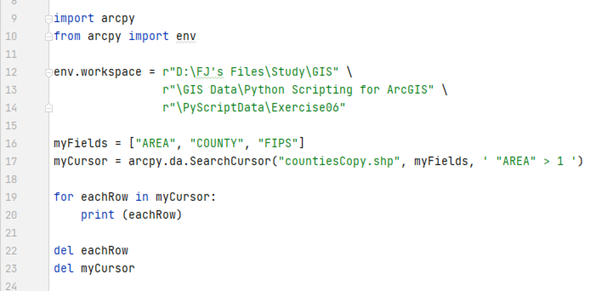 8
9 import arcpy
10 from arcpy import env
11
12 env.workspace = r"D:\FJ's Files\Study\GIS" \
13                 r"\GIS Data\Python Scripting for ArcGIS" \
14                 r"\PyScriptData\Exercise06"
15
16 myFields = ["AREA", "COUNTY", "FIPS"]
17 myCursor = arcpy.da.SearchCursor("countiesCopy.shp", myFields, ' "AREA" > 1 ')
18
19 for eachRow in myCursor:
20     print (eachRow)
21
22 del eachRow
23 del myCursor
24